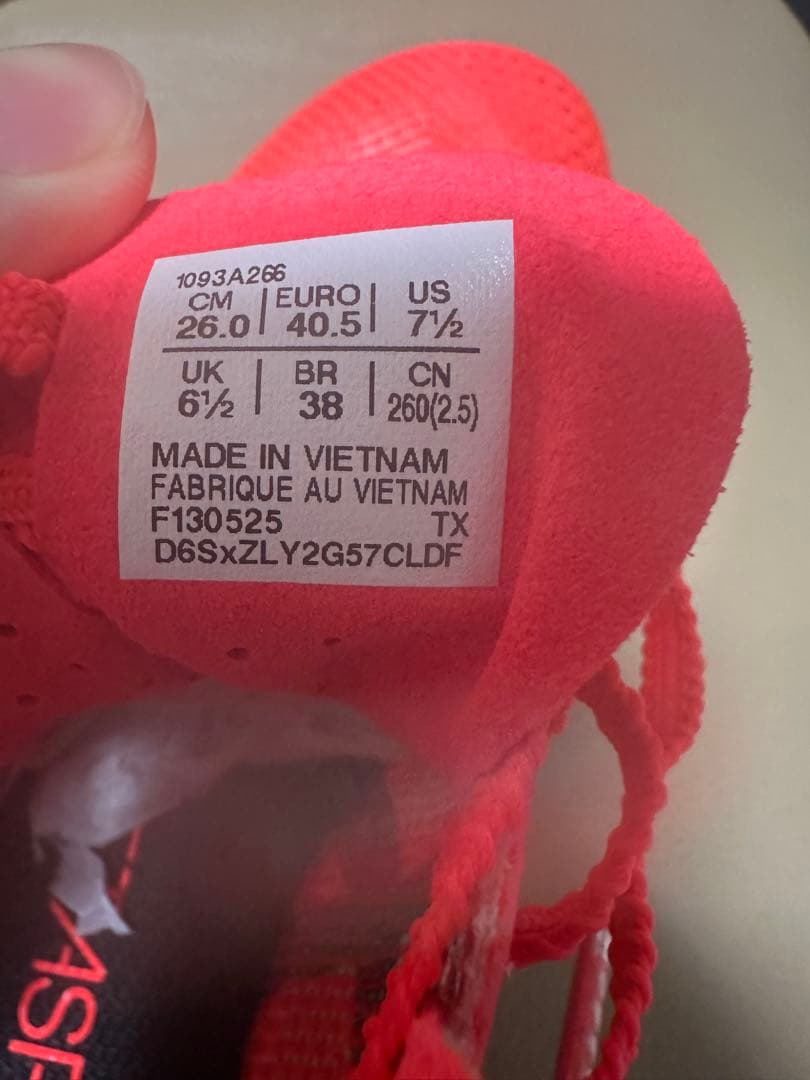 1093A266
CM | EURO | US
26.0 | 40.5 | 7½
UK | BR | CN
6½ | 38 | 260(2.5)
MADE IN VIETNAM
FABRIQUE AU VIETNAM
F130525 TX
D6SxZLY2G57CLDF